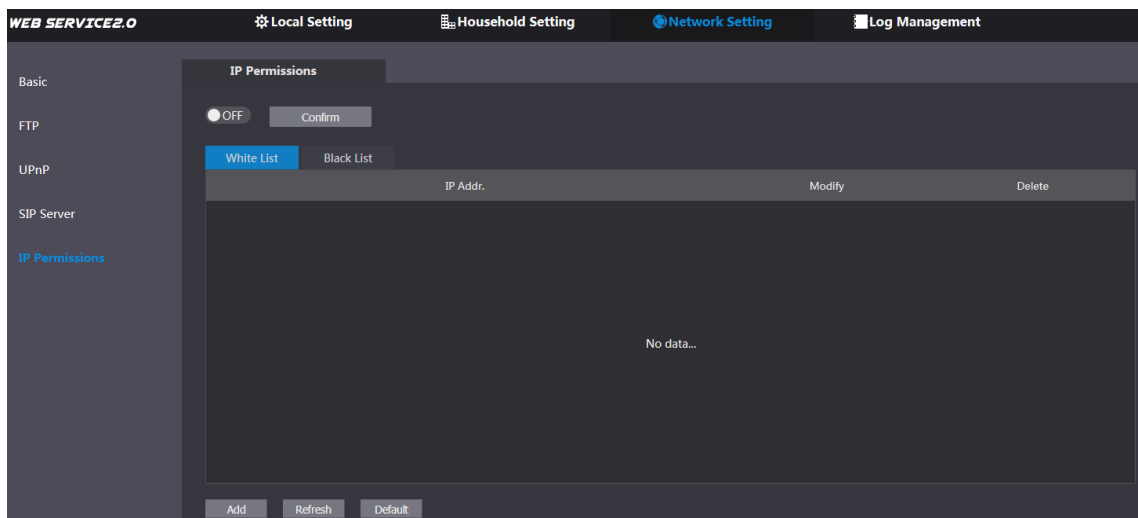 WEB SERVICE2.0 Local Setting Household Setting Network Setting Log Management
IP Permissions
Basic
OFF Confirm
FTP
White List Black List
UPnP
IP Addr. Modify Delete
SIP Server
IP Permissions
No data...
Add Refresh Default